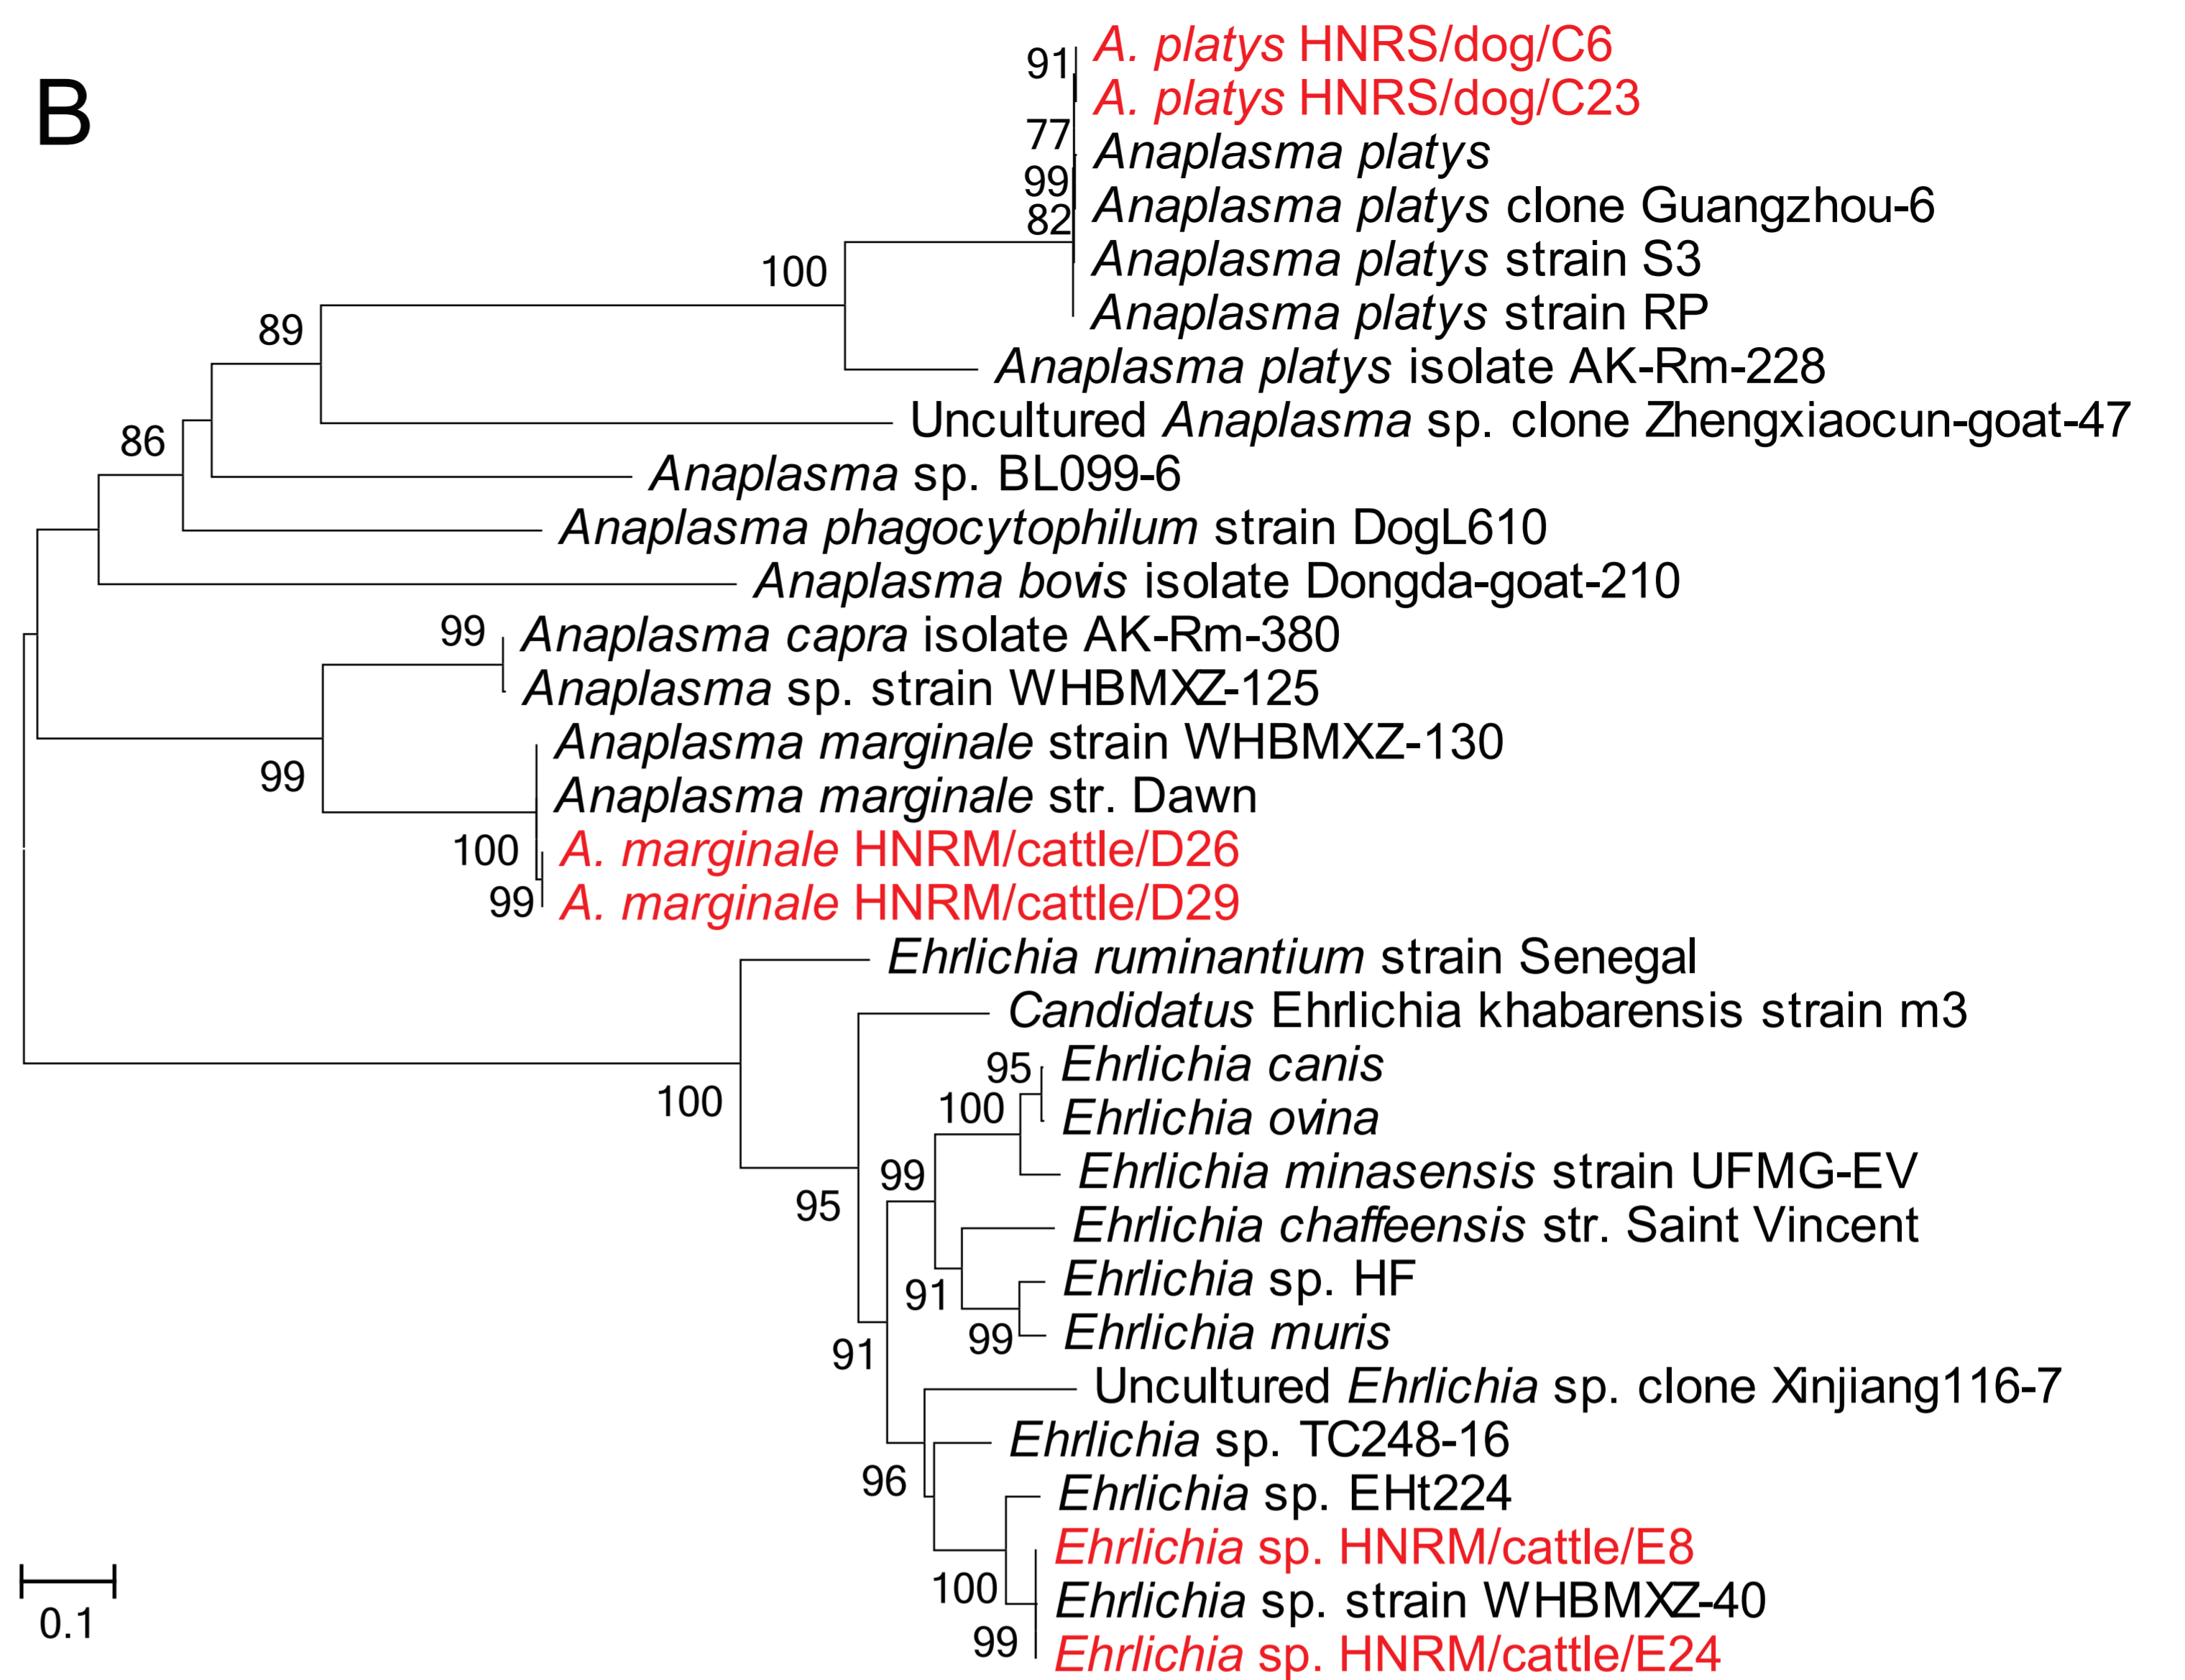 B
91 A. platys HNRS/dog/C6
A. platys HNRS/dog/C23
77 Anaplasma platys
99
82 Anaplasma platys clone Guangzhou-6
100 Anaplasma platys strain S3
89 Anaplasma platys strain RP
Anaplasma platys isolate AK-Rm-228
86 Uncultured Anaplasma sp. clone Zhengxiaocun-goat-47
Anaplasma sp. BL099-6
Anaplasma phagocytophilum strain DogL610
Anaplasma bovis isolate Dongda-goat-210
99 Anaplasma capra isolate AK-Rm-380
Anaplasma sp. strain WHBMXZ-125
Anaplasma marginale strain WHBMXZ-130
99 Anaplasma marginale str. Dawn
100 A. marginale HNRM/cattle/D26
99 A. marginale HNRM/cattle/D29
Ehrlichia ruminantium strain Senegal
Candidatus Ehrlichia khabarensis strain m3
95 Ehrlichia canis
100 100 Ehrlichia ovina
99 Ehrlichia minasensis strain UFMG-EV
95 Ehrlichia chaffeensis str. Saint Vincent
91 Ehrlichia sp. HF
99 Ehrlichia muris
91 Uncultured Ehrlichia sp. clone Xinjiang116-7
Ehrlichia sp. TC248-16
96 Ehrlichia sp. EHt224
Ehrlichia sp. HNRM/cattle/E8
100 Ehrlichia sp. strain WHBMXZ-40
99 Ehrlichia sp. HNRM/cattle/E24
0.1